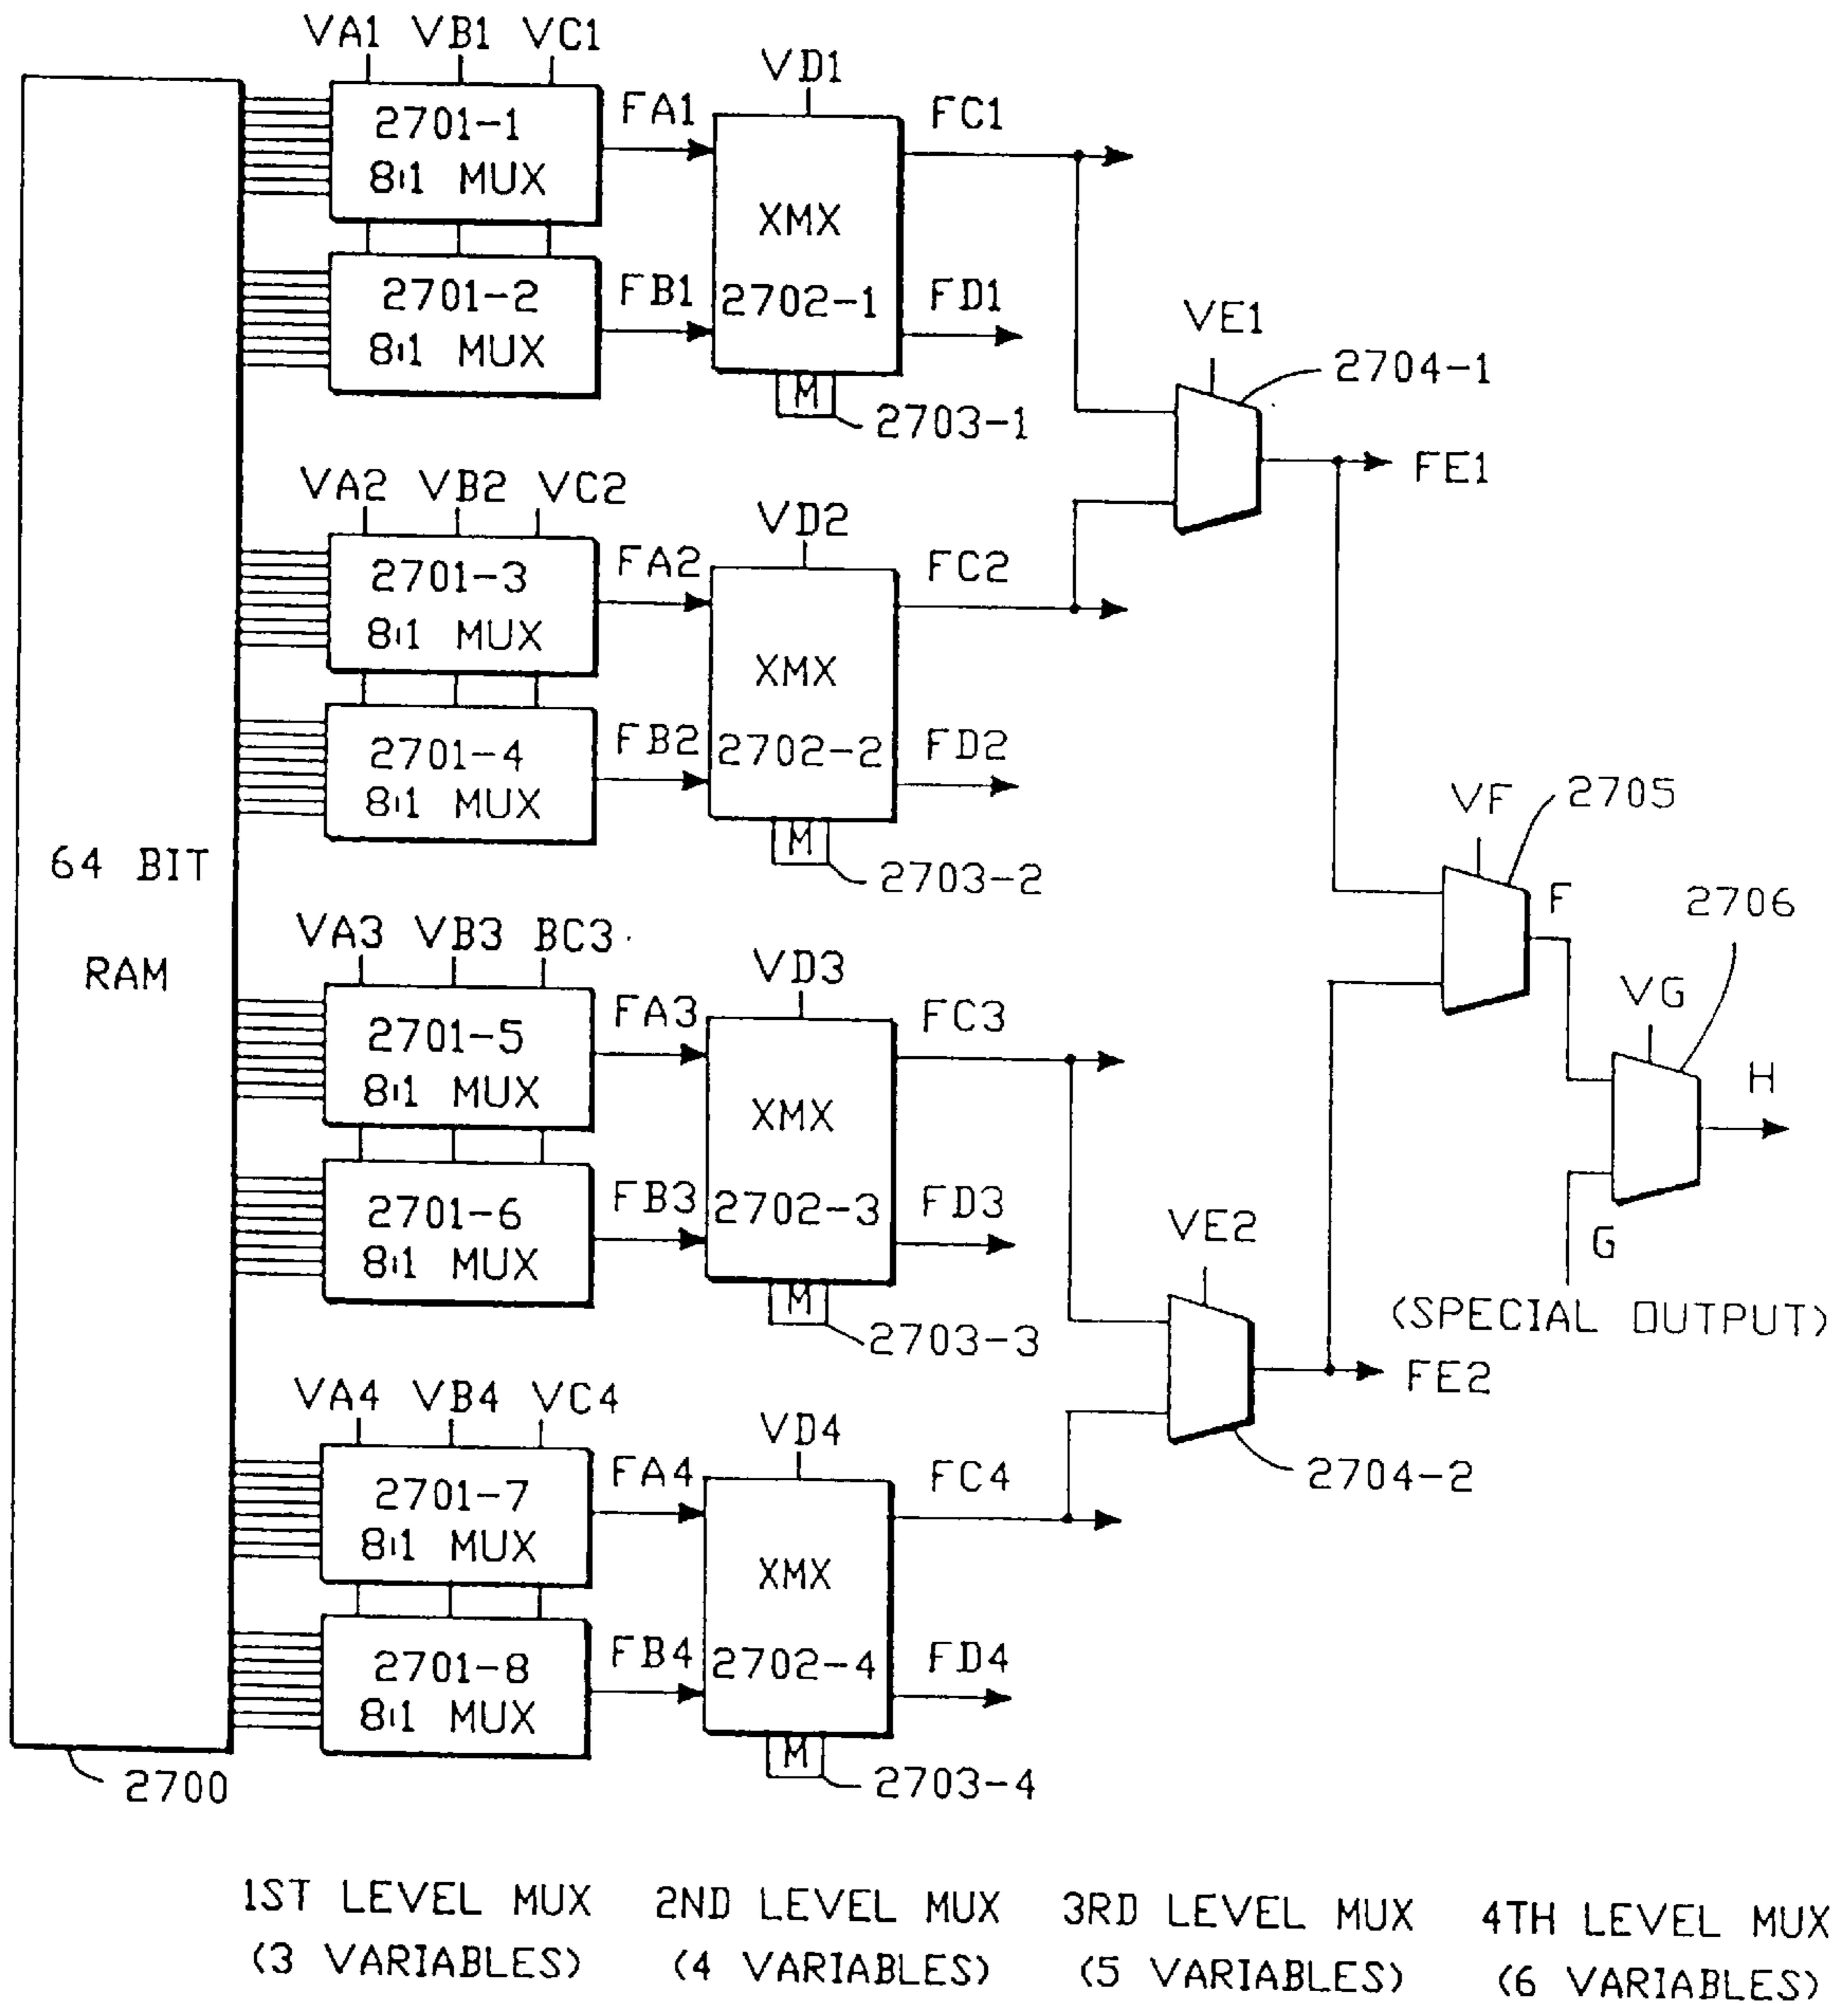 VA1 VB1 VC1
2701-1
8:1 MUX
2701-2
8:1 MUX
FA1
FB1
VD1
XMX
2702-1
M
2703-1
FC1
FD1
VE1
2704-1
FE1
VA2 VB2 VC2
2701-3
8:1 MUX
2701-4
8:1 MUX
FA2
FB2
VD2
XMX
2702-2
M
2703-2
FC2
FD2
64 BIT
RAM
2700
VA3 VB3 BC3
2701-5
8:1 MUX
2701-6
8:1 MUX
FA3
FB3
VD3
XMX
2702-3
M
2703-3
FC3
FD3
VF
2705
F
2706
VG
H
G
(SPECIAL OUTPUT)
VE2
FE2
2704-2
VA4 VB4 VC4
2701-7
8:1 MUX
2701-8
8:1 MUX
FA4
FB4
VD4
XMX
2702-4
M
2703-4
FC4
FD4
1ST LEVEL MUX
(3 VARIABLES)
2ND LEVEL MUX
(4 VARIABLES)
3RD LEVEL MUX
(5 VARIABLES)
4TH LEVEL MUX
(6 VARIABLES)